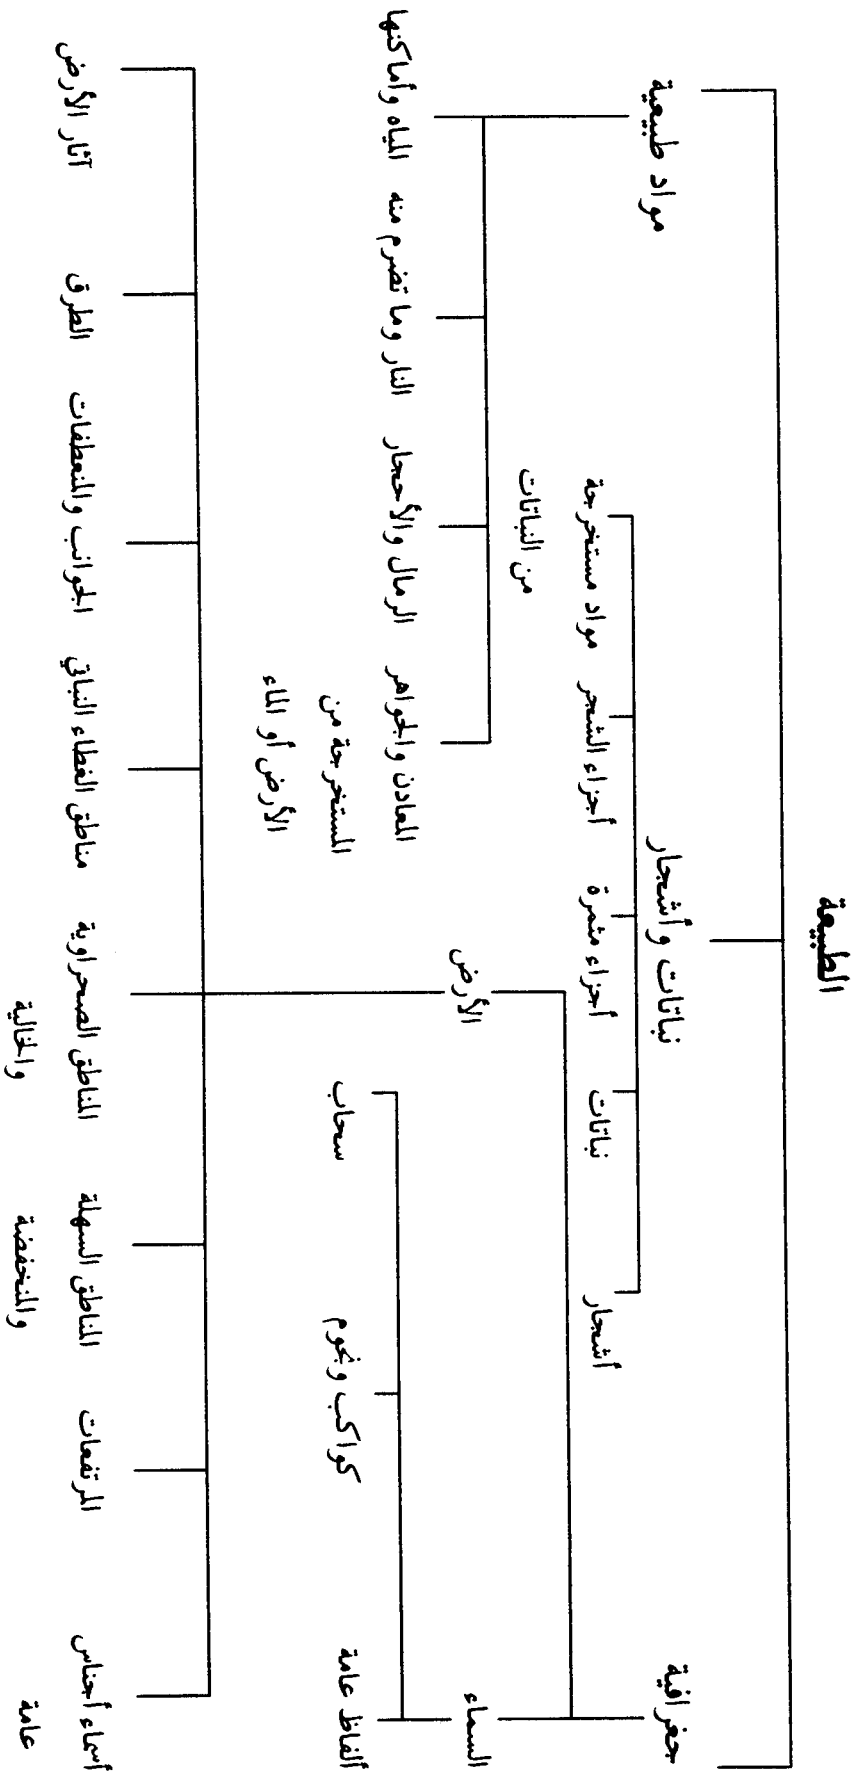 الطبيعة
جغرافية
نباتات وأشجار
مواد طبيعية
أشجار
نباتات
أجزاء مثمرة
أجزاء الشجر
مواد مستخرجة
من النباتات
السماء
الأرض
المياه وأماكنها
النار وما تضرم منه
الرمال والأحجار
المعادن والجواهر
المستخرجة من
الأرض أو الماء
ألفاظ عامة
كواكب ونجوم
سحاب
أسماء أجناس
عامة
المرتفعات
المناطق السهلة
والمنخفضة
المناطق الصحراوية
والخالية
مناطق الغطاء النباتي
الجوانب والمنعطفات
الطرق
آثار الأرض